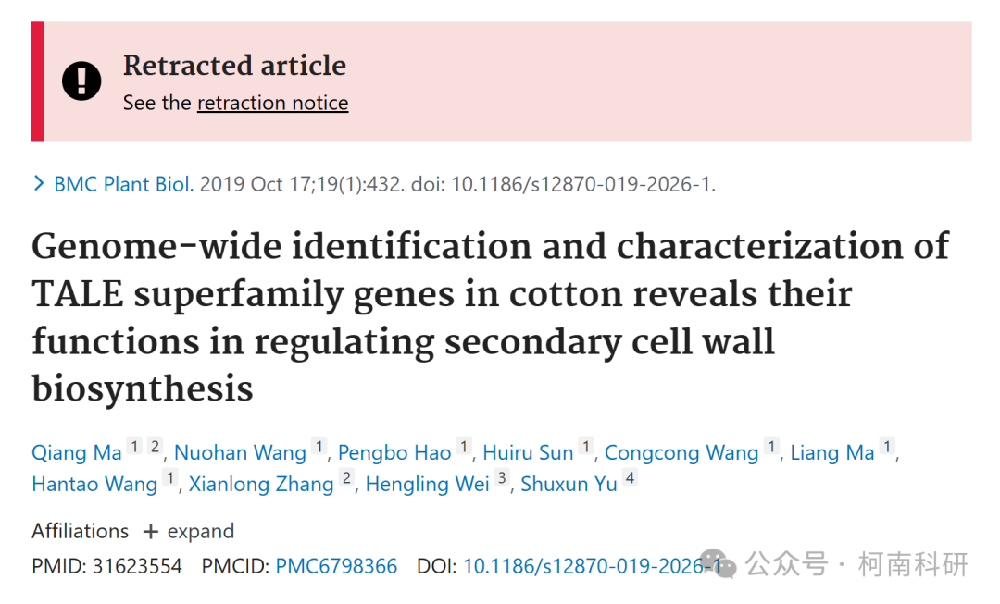 Retracted article
See the retraction notice
> BMC Plant Biol. 2019 Oct 17;19(1):432. doi: 10.1186/s12870-019-2026-1.
Genome-wide identification and characterization of
TALE superfamily genes in cotton reveals their
functions in regulating secondary cell wall
biosynthesis
Qiang Ma 1 2, Nuohan Wang 1, Pengbo Hao 1, Huiru Sun 1, Congcong Wang 1, Liang Ma 1,
Hantao Wang 1, Xianlong Zhang 2, Hengling Wei 3, Shuxun Yu 4
Affiliations + expand
PMID: 31623554 PMCID: PMC6798366 DOI: 10.1186/s12870-019-2026-1
公众号 · 柯南科研